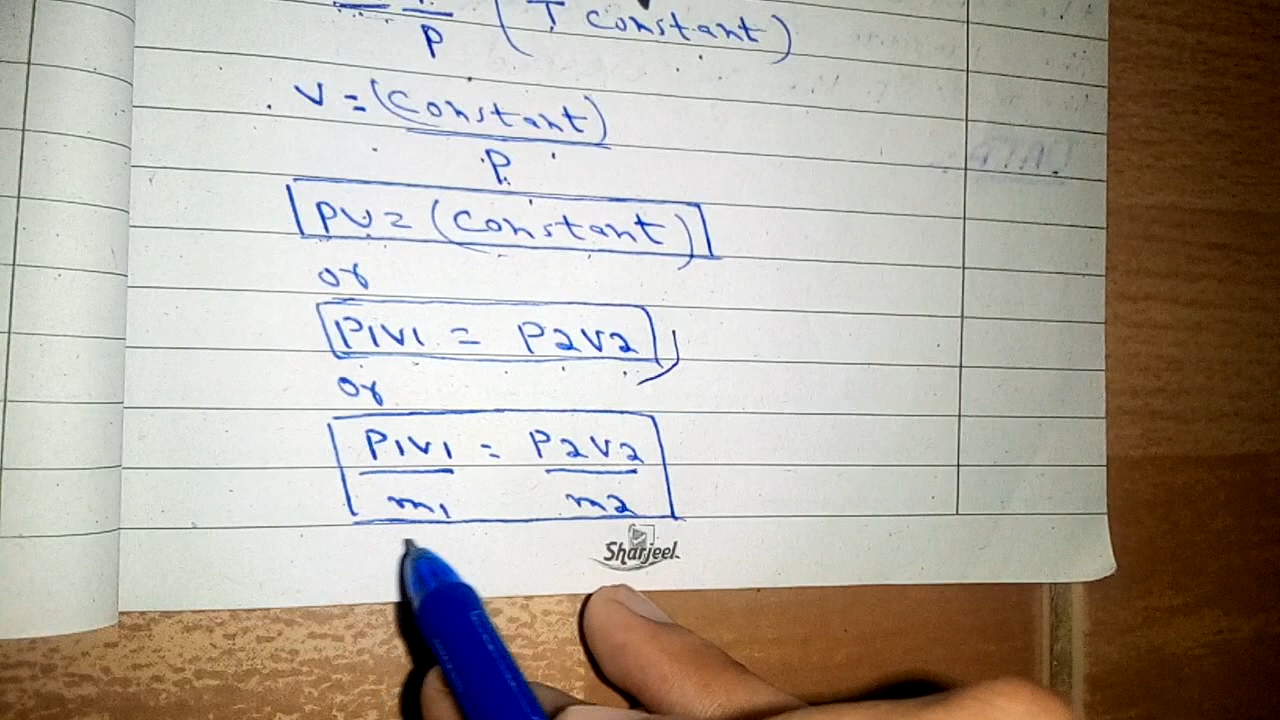 P (T constant)
V = (Constant)
P
PV = (Constant)
or
P1V1 = P2V2
or
P1V1 = P2V2
m1 m2
Sharjeel